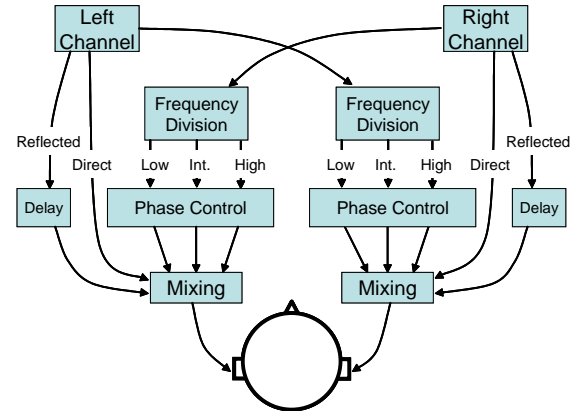 Left
Channel
Right
Channel
Frequency
Division
Frequency
Division
Reflected
Direct
Low
Int.
High
Low
Int.
High
Direct
Reflected
Delay
Phase Control
Phase Control
Delay
Mixing
Mixing